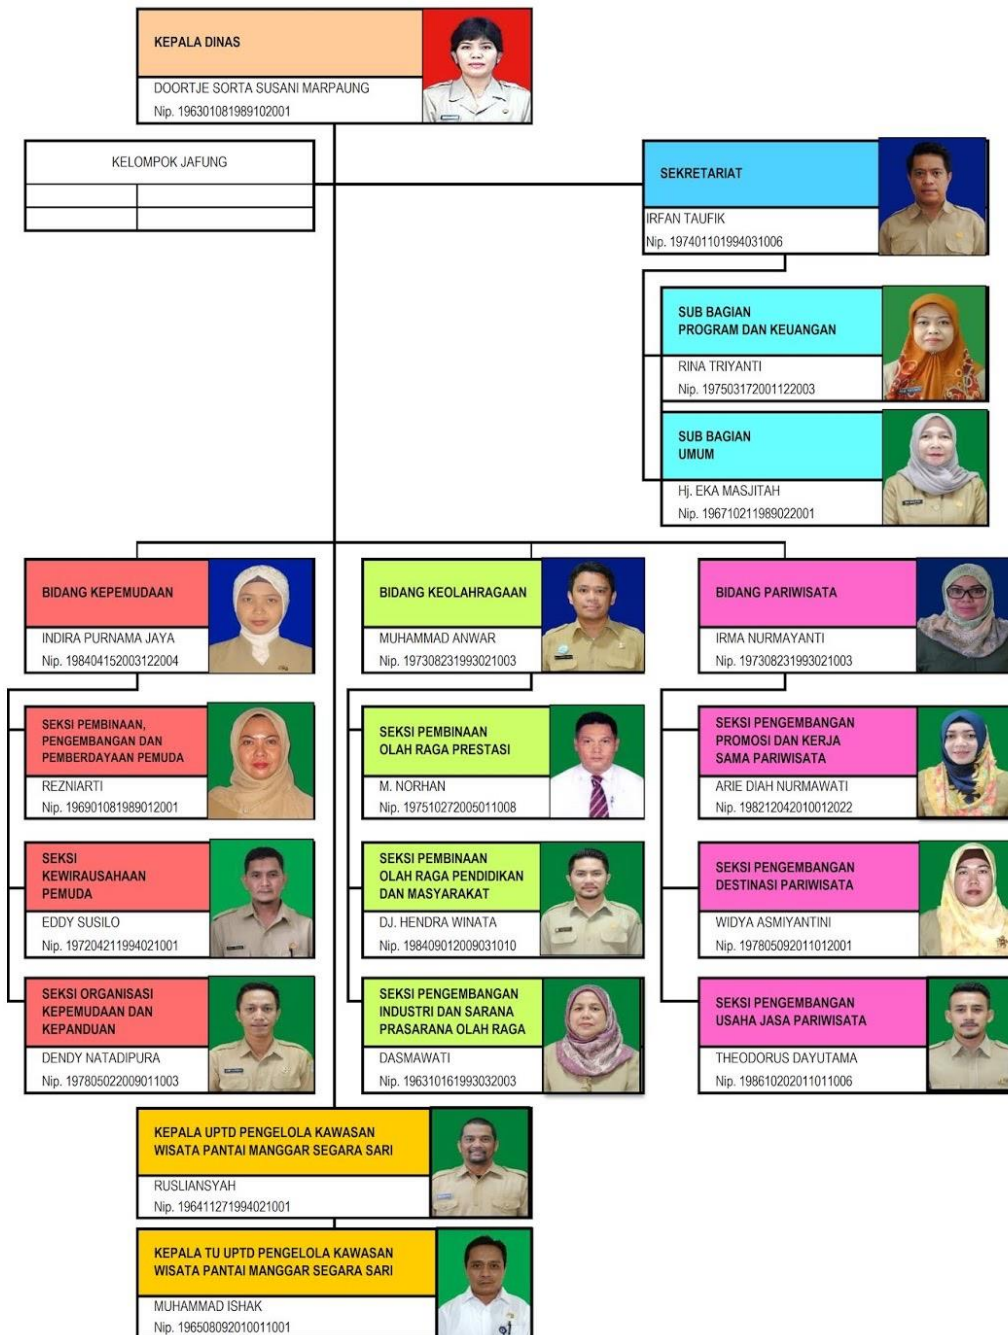 KEPALA DINAS
DOORTJE SORTA SUSANI MARPAUNG
Nip. 196301081989102001
KELOMPOK JAFUNG
SEKRETARIAT
IRFAN TAUFIK
Nip. 197401101994031006
SUB BAGIAN
PROGRAM DAN KEUANGAN
RINA TRIYANTI
Nip. 197503172001122003
SUB BAGIAN
UMUM
Hj. EKA MASJITAH
Nip. 196710211989022001
BIDANG KEPEMUDAAN
INDIRA PURNAMA JAYA
Nip. 198404152003122004
BIDANG KEOLAHRAGAAN
MUHAMMAD ANWAR
Nip. 197308231993021003
BIDANG PARIWISATA
IRMA NURMAYANTI
Nip. 197308231993021003
SEKSI PEMBINAAN,
PENGEMBANGAN DAN
PEMBERDAYAAN PEMUDA
REZNIARTI
Nip. 196901081989012001
SEKSI PEMBINAAN
OLAH RAGA PRESTASI
M. NORHAN
Nip. 197510272005011008
SEKSI PENGEMBANGAN
PROMOSI DAN KERJA
SAMA PARIWISATA
ARIE DIAH NURMAWATI
Nip. 198212042010012022
SEKSI
KEWIRAUSAHAAN
PEMUDA
EDDY SUSILO
Nip. 197204211994021001
SEKSI PEMBINAAN
OLAH RAGA PENDIDIKAN
DAN MASYARAKAT
DJ. HENDRA WINATA
Nip. 198409012009031010
SEKSI PENGEMBANGAN
DESTINASI PARIWISATA
WIDYA ASMIYANTINI
Nip. 197805092011012001
SEKSI ORGANISASI
KEPEMUDAAN DAN
KEPANDUAN
DENDY NATADIPURA
Nip. 197805022009011003
SEKSI PENGEMBANGAN
INDUSTRI DAN SARANA
PRASARANA OLAH RAGA
DASMAWATI
Nip. 196310161993032003
SEKSI PENGEMBANGAN
USAHA JASA PARIWISATA
THEODORUS DAYUTAMA
Nip. 198610202011011006
KEPALA UPTD PENGELOLA KAWASAN
WISATA PANTAI MANGGAR SEGARA SARI
RUSLIANSYAH
Nip. 196411271994021001
KEPALA TU UPTD PENGELOLA KAWASAN
WISATA PANTAI MANGGAR SEGARA SARI
MUHAMMAD ISHAK
Nip. 196508092010011001